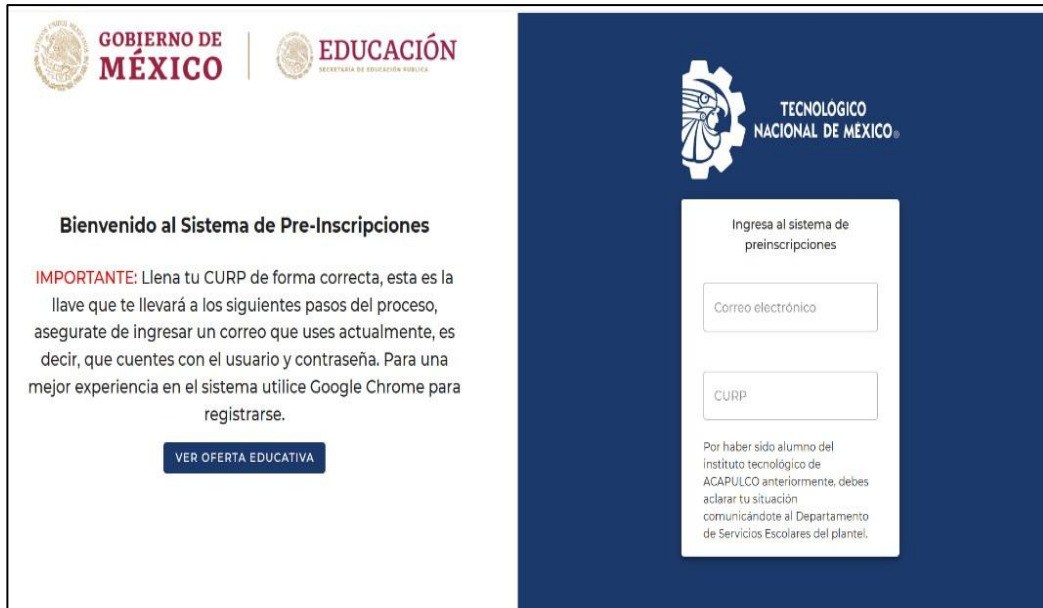 GOBIERNO DE
MÉXICO
EDUCACIÓN
SECRETARÍA DE EDUCACIÓN PÚBLICA
Bienvenido al Sistema de Pre-Inscripciones
IMPORTANTE: Llena tu CURP de forma correcta, esta es la
llave que te llevará a los siguientes pasos del proceso,
asegurate de ingresar un correo que uses actualmente, es
decir, que cuentes con el usuario y contraseña. Para una
mejor experiencia en el sistema utilice Google Chrome para
registrarse.
VER OFERTA EDUCATIVA
TECNOLÓGICO
NACIONAL DE MÉXICO®
Ingresa al sistema de
preinscripciones
Correo electrónico
CURP
Por haber sido alumno del
instituto tecnológico de
ACAPULCO anteriormente, debes
aclarar tu situación
comunicándote al Departamento
de Servicios Escolares del plantel.